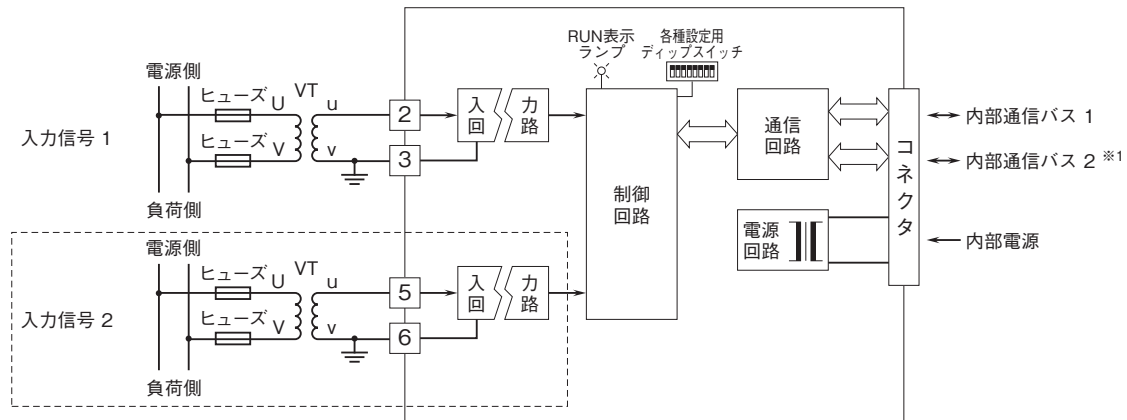 RUN表示
ランプ
各種設定用
ディップスイッチ
入力信号 1
電源側
ヒューズ U
VT
u
ヒューズ V
v
負荷側
2
3
入
回
力
路
制御
回路
通信
回路
電源
回路
コネクタ
内部通信バス 1
内部通信バス 2 ※1
内部電源
入力信号 2
電源側
ヒューズ U
VT
u
ヒューズ V
v
負荷側
5
6
入
回
力
路